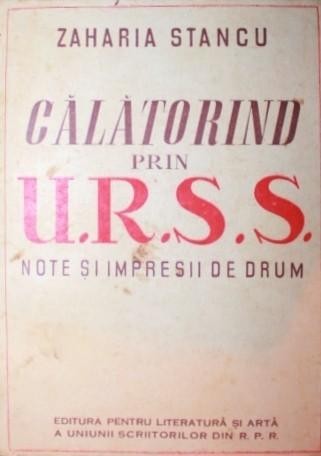 ZAHARIA STANCU
CĂLĂTORIND
PRIN
U.R.S.S.
NOTE ȘI IMPRESII DE DRUM
EDITURA PENTRU LITERATURĂ ȘI ARTĂ
A UNIUNII SCRIITORILOR DIN R. P. R.